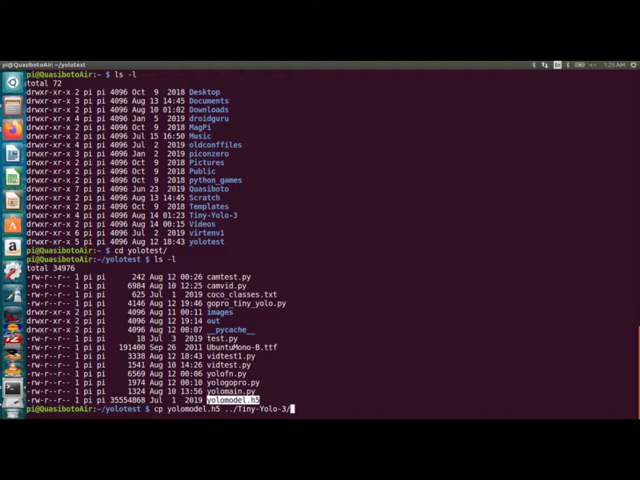 pi@QuasibotoAir: ~/yolotest
1:25 AM
pi@QuasibotoAir:~ $ ls -l
total 72
drwxr-xr-x 2 pi pi 4096 Oct 9 2018 Desktop
drwxr-xr-x 3 pi pi 4096 Aug 13 14:45 Documents
drwxr-xr-x 2 pi pi 4096 Aug 10 01:02 Downloads
drwxr-xr-x 4 pi pi 4096 Jan 5 2019 droidguru
drwxr-xr-x 2 pi pi 4096 Oct 9 2018 MagPi
drwxr-xr-x 2 pi pi 4096 Jul 15 16:50 Music
drwxr-xr-x 4 pi pi 4096 Jul 2 2019 oldconffiles
drwxr-xr-x 3 pi pi 4096 Aug 2 2019 piconzero
drwxr-xr-x 2 pi pi 4096 Oct 9 2018 Pictures
drwxr-xr-x 2 pi pi 4096 Oct 9 2018 Public
drwxr-xr-x 2 pi pi 4096 Oct 9 2018 python_games
drwxr-xr-x 7 pi pi 4096 Jun 23 2019 Quasiboto
drwxr-xr-x 2 pi pi 4096 Jul 5 2019 Scratch
drwxr-xr-x 2 pi pi 4096 Oct 9 2018 Templates
drwxr-xr-x 4 pi pi 4096 Aug 14 01:23 Tiny-Yolo-3
drwxr-xr-x 2 pi pi 4096 Aug 14 00:15 Videos
drwxr-xr-x 6 pi pi 4096 Jul 2 2019 virtenv1
drwxr-xr-x 5 pi pi 4096 Aug 12 18:43 yolotest
pi@QuasibotoAir:~ $ cd yolotest/
pi@QuasibotoAir:~/yolotest $ ls -l
total 34976
-rw-r--r-- 1 pi pi 242 Aug 12 00:26 camtest.py
-rw-r--r-- 1 pi pi 6984 Aug 10 12:25 camvid.py
-rw-r--r-- 1 pi pi 625 Jul 1 2019 coco_classes.txt
-rw-r--r-- 1 pi pi 4146 Aug 12 19:46 gopro_tiny_yolo.py
drwxr-xr-x 2 pi pi 4096 Aug 11 00:11 images
drwxr-xr-x 2 pi pi 4096 Aug 12 19:14 out
drwxr-xr-x 2 pi pi 4096 Aug 12 00:07 __pycache__
-rw-r--r-- 1 pi pi 18 Jul 3 2019 test.py
-rw-r--r-- 1 pi pi 191400 Sep 26 2011 UbuntuMono-B.ttf
-rw-r--r-- 1 pi pi 3358 Aug 12 18:43 vidtest1.py
-rw-r--r-- 1 pi pi 1541 Aug 10 14:26 vidtest.py
-rw-r--r-- 1 pi pi 6569 Aug 12 00:06 yolofn.py
-rw-r--r-- 1 pi pi 1974 Aug 12 00:10 yologopro.py
-rw-r--r-- 1 pi pi 1324 Aug 10 13:56 yolomain.py
-rw-r--r-- 1 pi pi 35554868 Jul 1 2019 yolomodel.h5
pi@QuasibotoAir:~/yolotest $ cp yolomodel.h5 ../Tiny-Yolo-3/